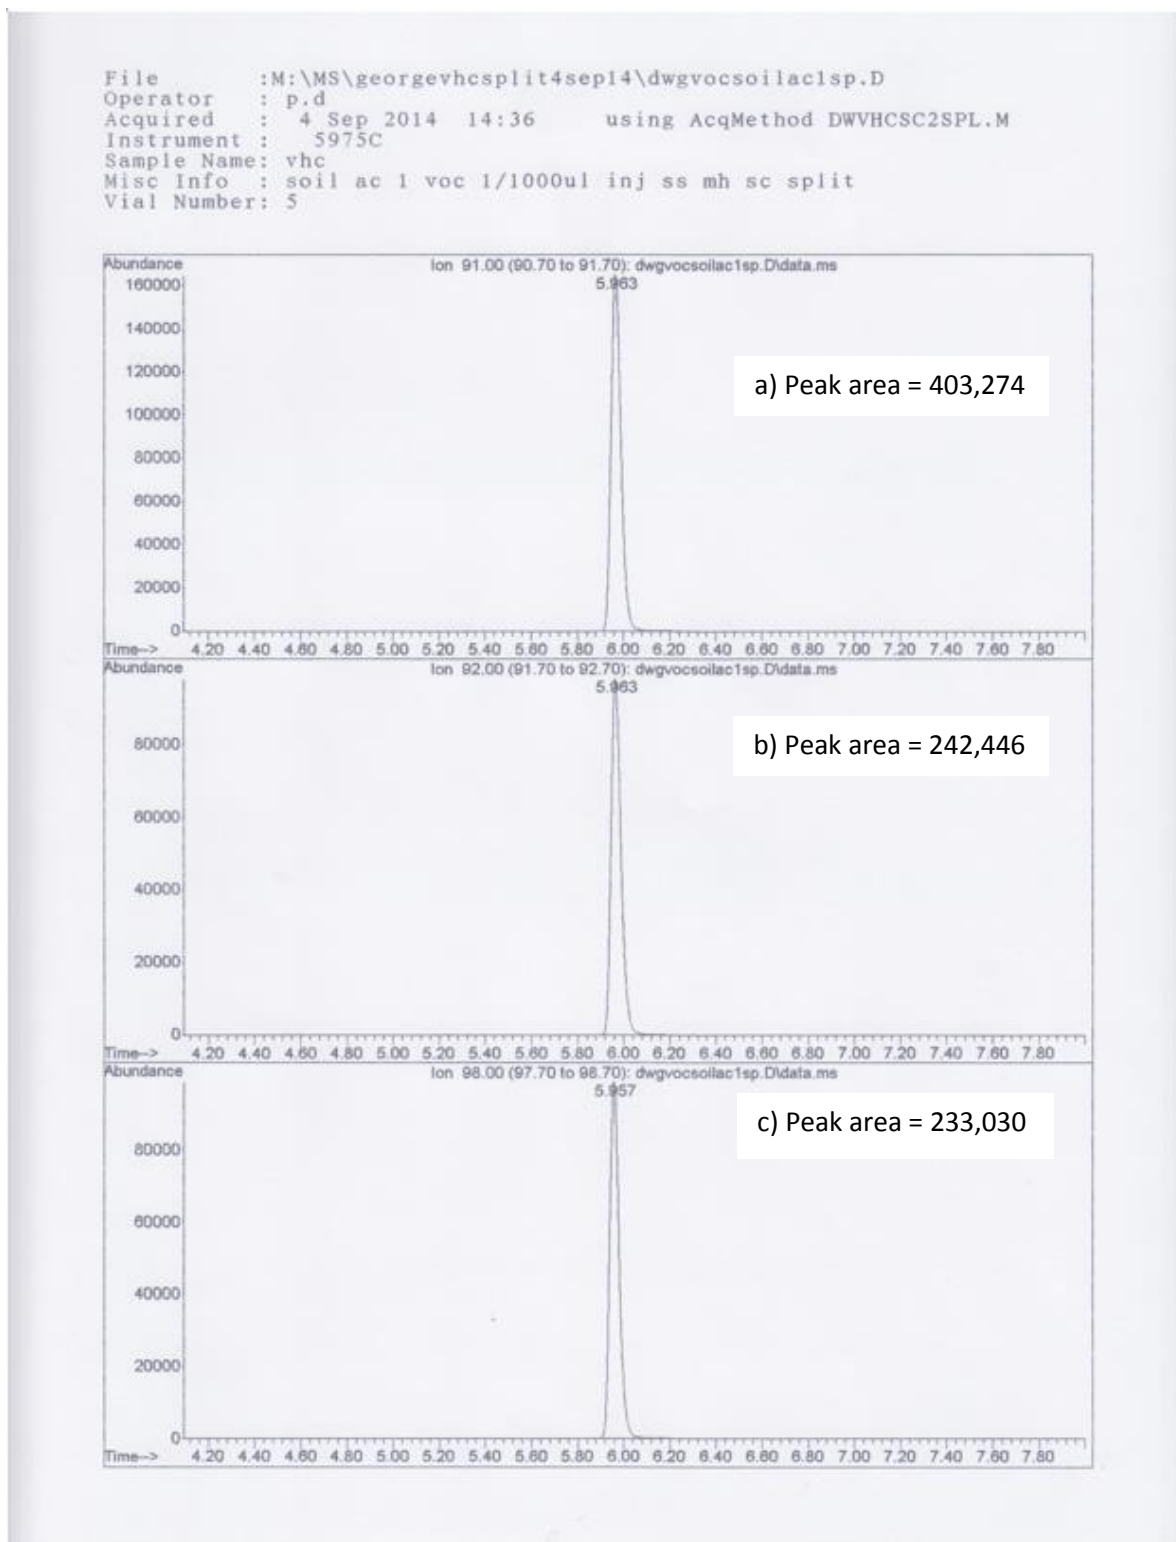 File :M:\MS\georgevhcsplit4sep14\dwgvocsoilac1sp.D
Operator : p.d
Acquired : 4 Sep 2014 14:36 using AcqMethod DWVHCSC2SPL.M
Instrument : 5975C
Sample Name: vhc
Misc Info : soil ac 1 voc 1/1000ul inj ss mh sc split
Vial Number: 5
Abundance Ion 91.00 (90.70 to 91.70): dwgvocsoilac1sp.D\data.ms
160000 5.963
140000
120000
a) Peak area = 403,274
100000
80000
60000
40000
20000
0
Time--> 4.20 4.40 4.60 4.80 5.00 5.20 5.40 5.60 5.80 6.00 6.20 6.40 6.60 6.80 7.00 7.20 7.40 7.60 7.80
Abundance Ion 92.00 (91.70 to 92.70): dwgvocsoilac1sp.D\data.ms
5.963
80000 b) Peak area = 242,446
60000
40000
20000
0
Time--> 4.20 4.40 4.60 4.80 5.00 5.20 5.40 5.60 5.80 6.00 6.20 6.40 6.60 6.80 7.00 7.20 7.40 7.60 7.80
Abundance Ion 98.00 (97.70 to 98.70): dwgvocsoilac1sp.D\data.ms
5.957
c) Peak area = 233,030
80000
60000
40000
20000
0
Time--> 4.20 4.40 4.60 4.80 5.00 5.20 5.40 5.60 5.80 6.00 6.20 6.40 6.60 6.80 7.00 7.20 7.40 7.60 7.80